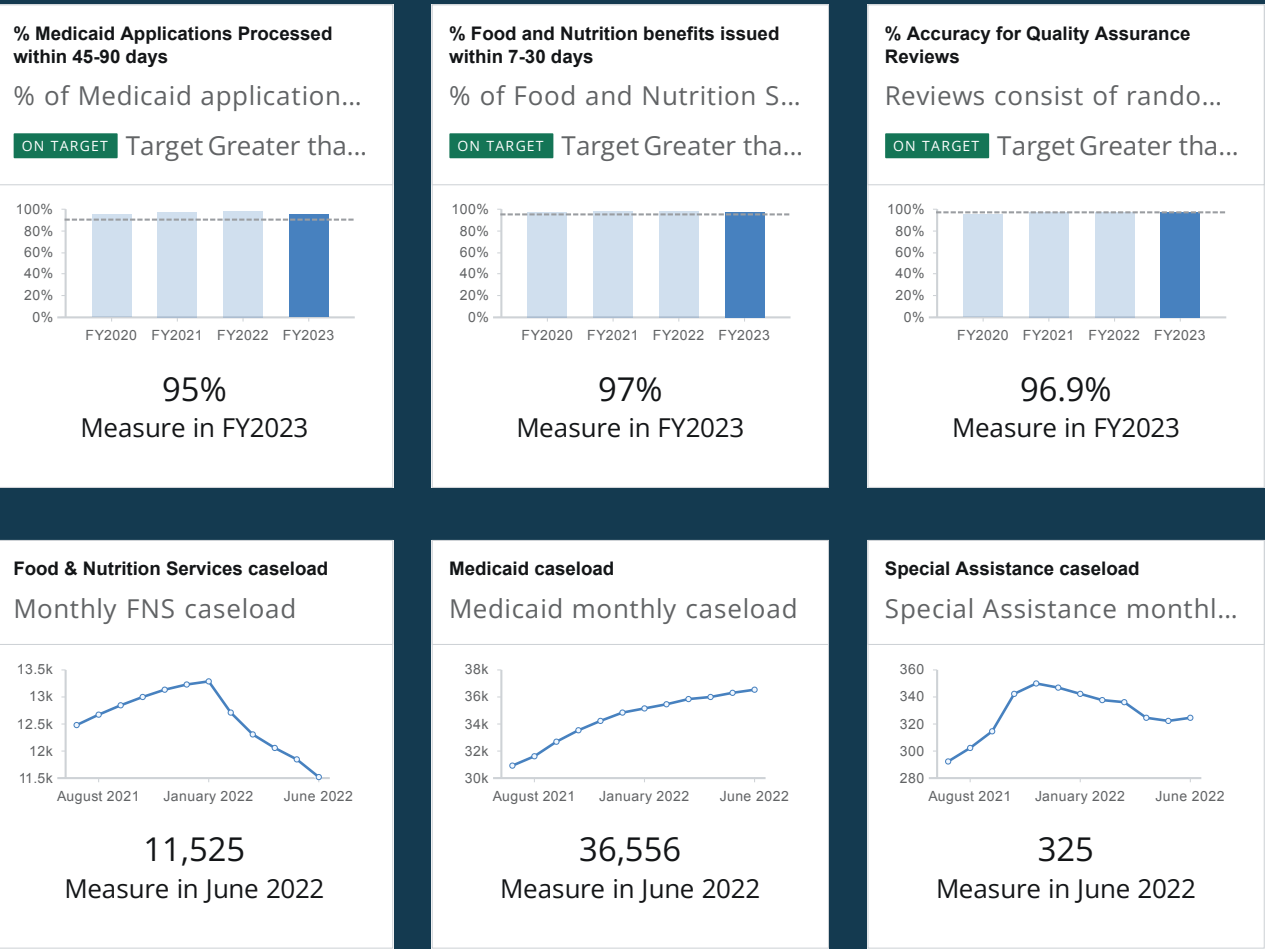 % Medicaid Applications Processed
within 45-90 days
% of Medicaid application...
ON TARGET Target Greater tha...
100%
80%
60%
40%
20%
0%
FY2020 FY2021 FY2022 FY2023
95%
Measure in FY2023
% Food and Nutrition benefits issued
within 7-30 days
% of Food and Nutrition S...
ON TARGET Target Greater tha...
100%
80%
60%
40%
20%
0%
FY2020 FY2021 FY2022 FY2023
97%
Measure in FY2023
% Accuracy for Quality Assurance
Reviews
Reviews consist of rando...
ON TARGET Target Greater tha...
100%
80%
60%
40%
20%
0%
FY2020 FY2021 FY2022 FY2023
96.9%
Measure in FY2023
Food & Nutrition Services caseload
Monthly FNS caseload
13.5k
13k
12.5k
12k
11.5k
August 2021 January 2022 June 2022
11,525
Measure in June 2022
Medicaid caseload
Medicaid monthly caseload
38k
36k
34k
32k
30k
August 2021 January 2022 June 2022
36,556
Measure in June 2022
Special Assistance caseload
Special Assistance monthl...
360
340
320
300
280
August 2021 January 2022 June 2022
325
Measure in June 2022